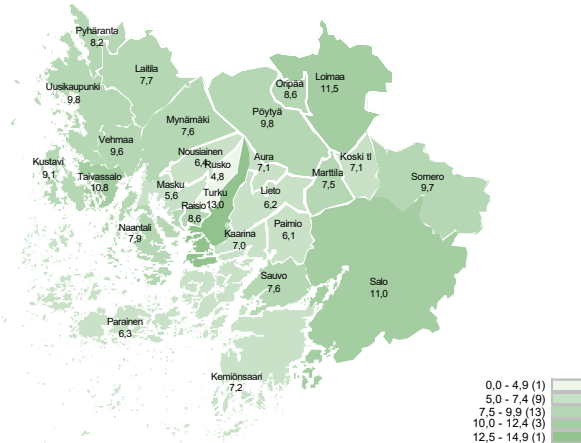 Pyhäranta
8,2
Laitila
7,7
Loimaa
11,5
Oripää
8,6
Uusikaupunki
9,8
Pöytyä
9,8
Mynämäki
7,6
Vehmaa
9,6
Nousiainen
6,4
Rusko
4,8
Aura
7,1
Koski tl
7,1
Kustavi
9,1
Taivassalo
10,8
Marttila
7,5
Somero
9,7
Masku
5,6
Turku
13,0
Lieto
6,2
Raisio
8,6
Naantali
7,9
Kaarina
7,0
Paimio
6,1
Sauvo
7,6
Salo
11,0
Parainen
6,3
Kemiönsaari
7,2
0,0 - 4,9 (1)
5,0 - 7,4 (9)
7,5 - 9,9 (13)
10,0 - 12,4 (3)
12,5 - 14,9 (1)